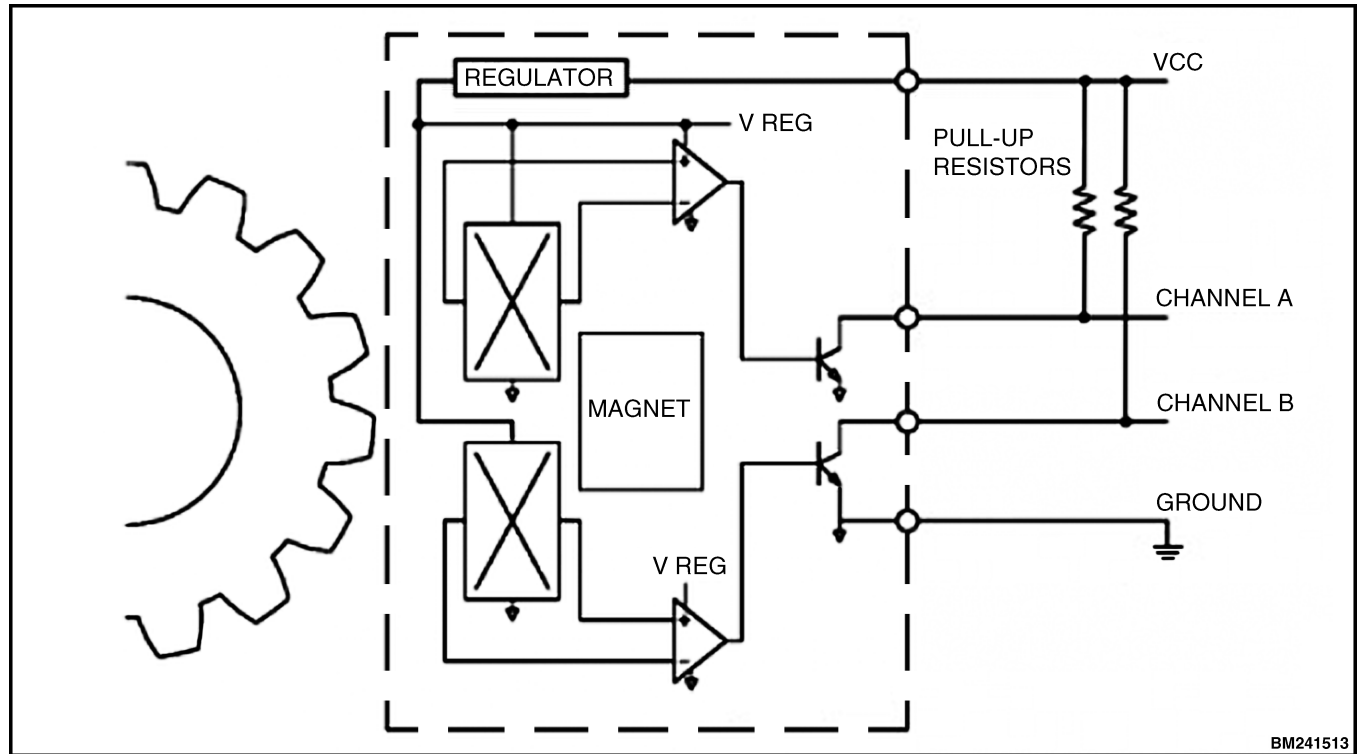 REGULATOR
VCC
V REG
PULL-UP
RESISTORS
CHANNEL A
MAGNET
CHANNEL B
GROUND
V REG
BM241513